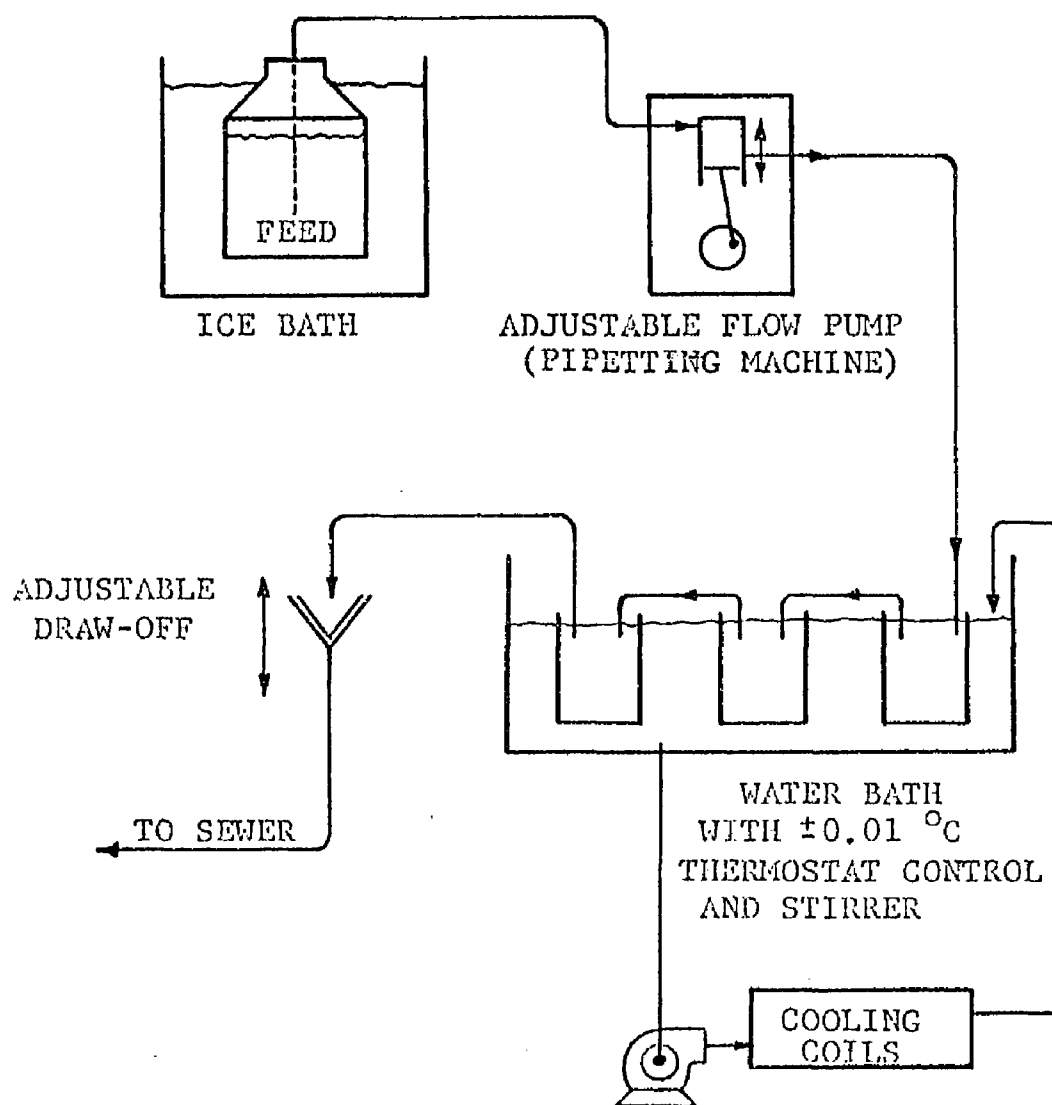 FEED
ICE BATH
ADJUSTABLE FLOW PUMP
(PIPETTING MACHINE)
ADJUSTABLE
DRAW-OFF
TO SEWER
WATER BATH
WITH ±0.01 °C
THERMOSTAT CONTROL
AND STIRRER
COOLING
COILS